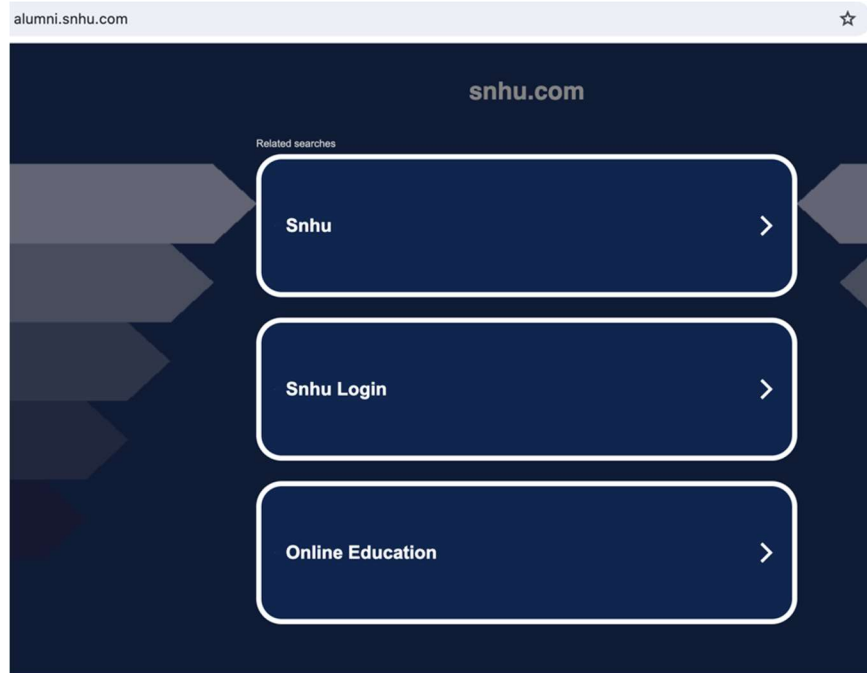 alumni.snhu.com
snhu.com
Related searches
Snhu
Snhu Login
Online Education